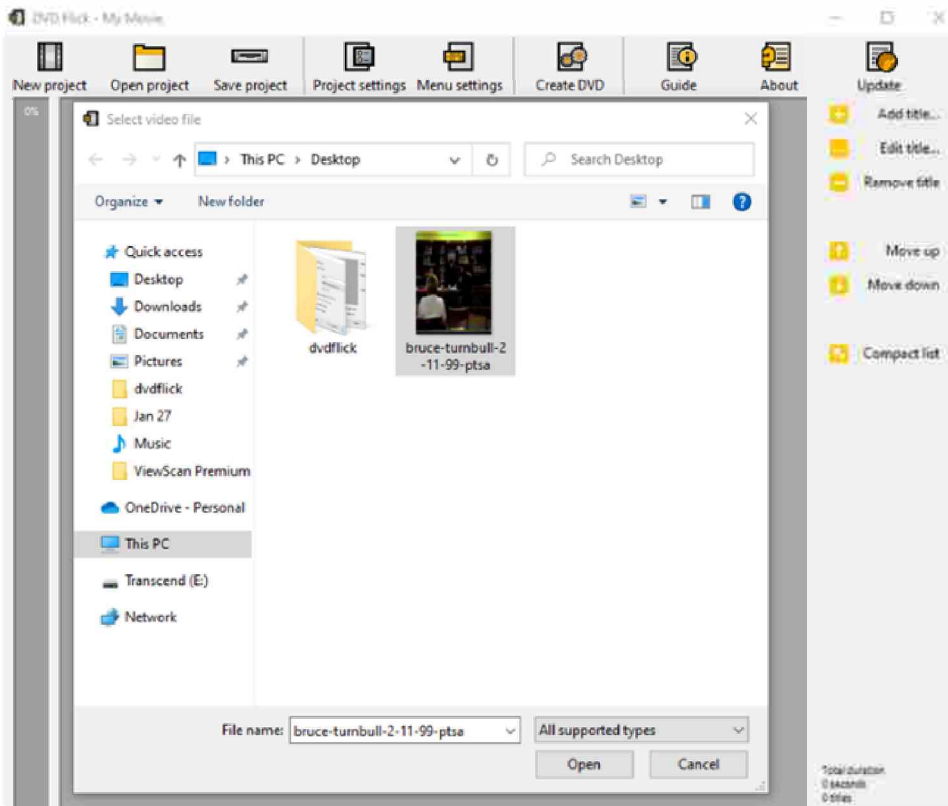 DVD Flick - My Movie
New project Open project Save project Project settings Menu settings Create DVD Guide About Update
0%
Select video file
This PC > Desktop
Search Desktop
Organize New folder
Quick access
Desktop
Downloads
Documents
Pictures
dvdflick
Jan 27
Music
ViewScan Premium
OneDrive - Personal
This PC
Transcend (E:)
Network
dvdflick
bruce-turnbull-2
-11-99-ptsa
File name: bruce-turnbull-2-11-99-ptsa
All supported types
Open Cancel
Add title...
Edit title...
Remove title
Move up
Move down
Compact list
Total duration
0 seconds
0 titles